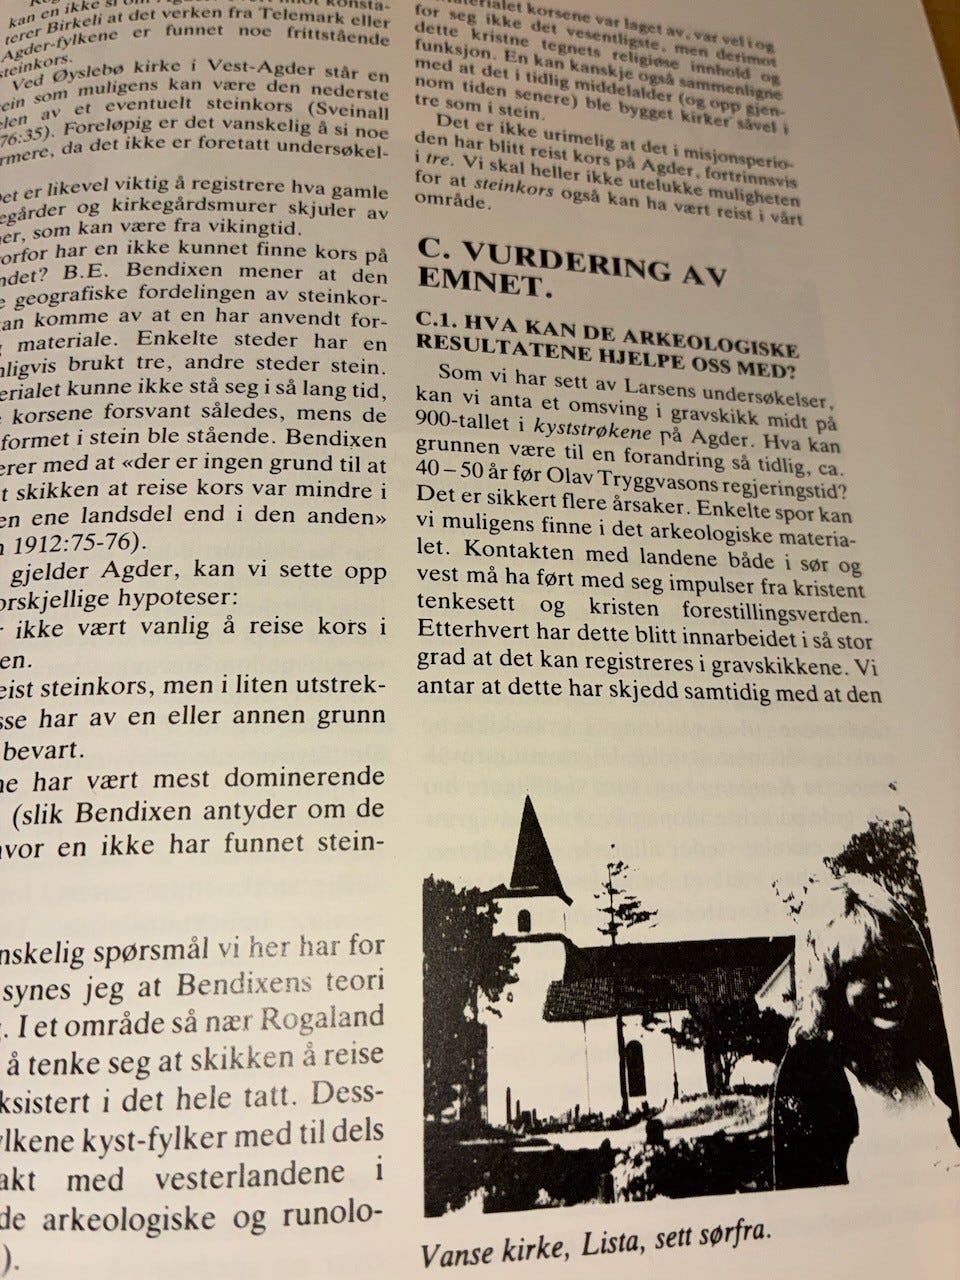 kan en ikke si om
terer Birkeli at det verken fra Telemark eller
Agder-fylkene er funnet noe frittstående
steinkors.
Ved Øyslebø kirke i Vest-Agder står en
ein som muligens kan være den nederste
elen av et eventuelt steinkors (Sveinall
76:35). Foreløpig er det vanskelig å si noe
rmere, da det ikke er foretatt undersøkel-
et er likevel viktig å registrere hva gamle
egårder og kirkegårdsmurer skjuler av
er, som kan være fra vikingtid.
orfor har en ikke kunnet finne kors på
ndet? B.E. Bendixen mener at den
e geografiske fordelingen av steinkor-
an komme av at en har anvendt for-
g materiale. Enkelte steder har en
nligvis brukt tre, andre steder stein.
erialet kunne ikke stå seg i så lang tid,
e korsene forsvant således, mens de
formet i stein ble stående. Bendixen
erer med at «der er ingen grund til at
t skikken at reise kors var mindre i
en ene landsdel end i den anden»
n 1912:75-76).
gjelder Agder, kan vi sette opp
orskjellige hypoteser:
r ikke vært vanlig å reise kors i
en.
eist steinkors, men i liten utstrek-
sse har av en eller annen grunn
bevart.
ne har vært mest dominerende
(slik Bendixen antyder om de
hvor en ikke har funnet stein-
nskelig spørsmål vi her har for
synes jeg at Bendixens teori
g. I et område så nær Rogaland
å tenke seg at skikken å reise
ksistert i det hele tatt. Dess-
ylkene kyst-fylker med til dels
akt med vesterlandene i
de arkeologiske og runolo-
).
materialet korsene var laget av, var vel i og
for seg ikke det vesentligste, men derimot
dette kristne tegnets religiøse innhold og
funksjon. En kan kanskje også sammenligne
med at det i tidlig middelalder (og opp gjen-
nom tiden senere) ble bygget kirker såvel i
tre som i stein.
Det er ikke urimelig at det i misjonsperio-
den har blitt reist kors på Agder, fortrinnsvis
i tre. Vi skal heller ikke utelukke muligheten
for at steinkors også kan ha vært reist i vårt
område.
C. VURDERING AV
EMNET.
C.1. HVA KAN DE ARKEOLOGISKE
RESULTATENE HJELPE OSS MED?
Som vi har sett av Larsens undersøkelser,
kan vi anta et omsving i gravskikk midt på
900-tallet i kyststrøkene på Agder. Hva kan
grunnen være til en forandring så tidlig, ca.
40–50 år før Olav Tryggvasons regjeringstid?
Det er sikkert flere årsaker. Enkelte spor kan
vi muligens finne i det arkeologiske materia-
let. Kontakten med landene både i sør og
vest må ha ført med seg impulser fra kristent
tenkesett og kristen forestillingsverden.
Etterhvert har dette blitt innarbeidet i så stor
grad at det kan registreres i gravskikkene. Vi
antar at dette har skjedd samtidig med at den
Vanse kirke, Lista, sett sørfra.